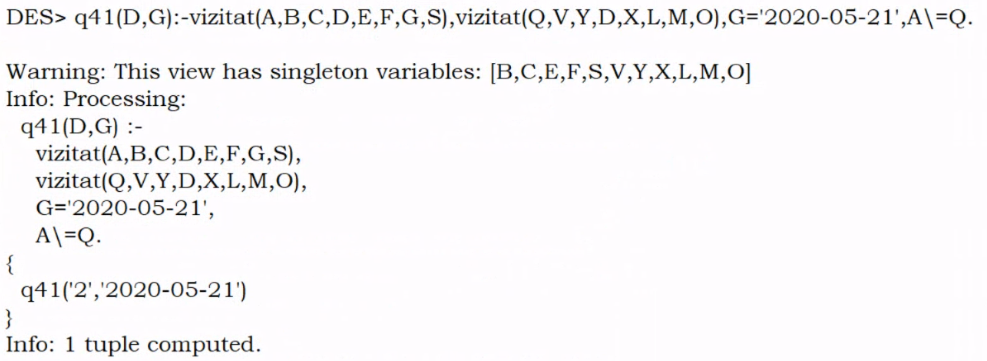 DES> q41(D,G):-vizitat(A,B,C,D,E,F,G,S),vizitat(Q,V,Y,D,X,L,M,O),G='2020-05-21',A\=Q.
Warning: This view has singleton variables: [B,C,E,F,S,V,Y,X,L,M,O]
Info: Processing:
q41(D,G) :-
vizitat(A,B,C,D,E,F,G,S),
vizitat(Q,V,Y,D,X,L,M,O),
G='2020-05-21',
A\=Q.
{
q41('2','2020-05-21')
}
Info: 1 tuple computed.